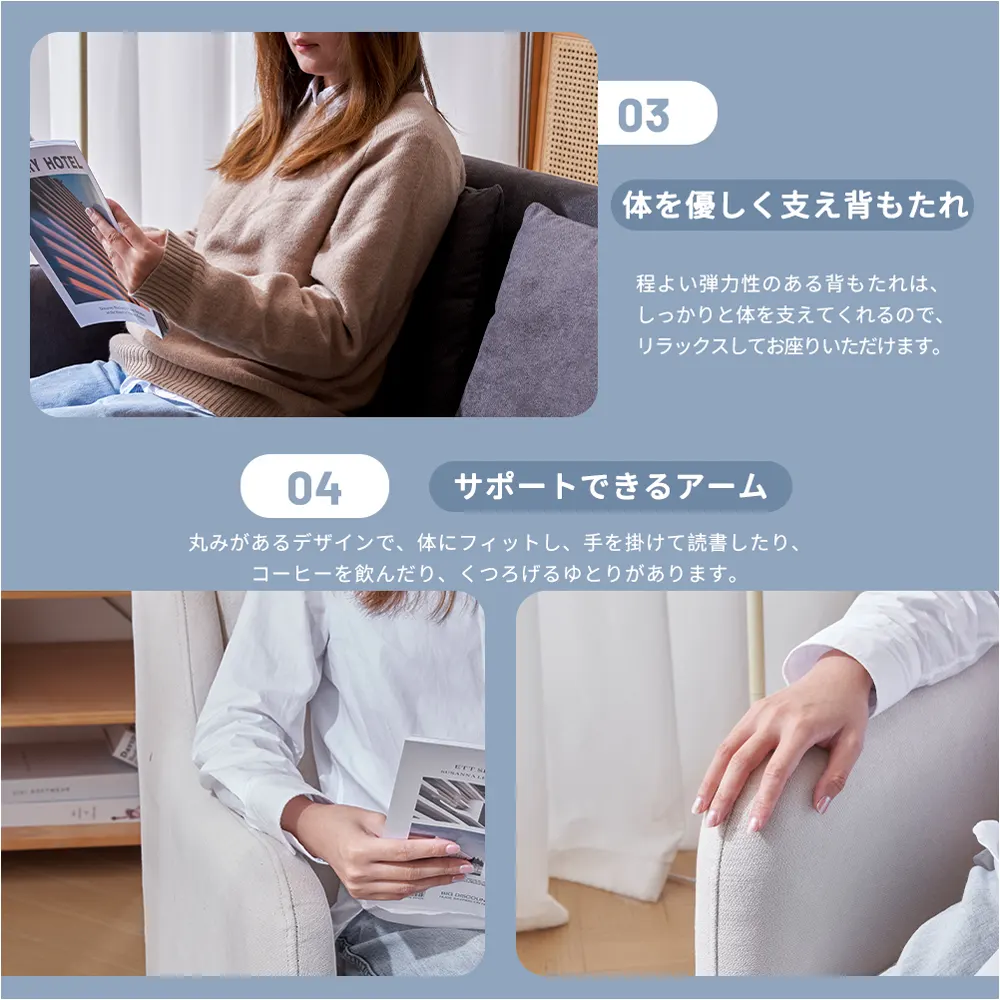 03
体を優しく支え背もたれ
程よい弾力性のある背もたれは、
しっかりと体を支えてくれるので、
リラックスしてお座りいただけます。
RY HOTEL
04
サポートできるアーム
丸みがあるデザインで、体にフィットし、手を掛けて読書したり、
コーヒーを飲んだり、くつろげるゆとりがあります。
ETT S
SUSANNA L
BIG DISCOUN